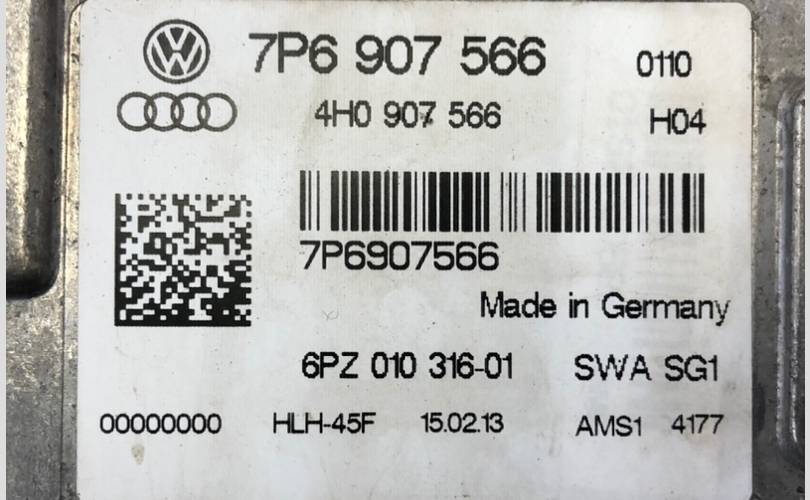 7P6 907 566 0110
4H0 907 566 H04
7P6907566
Made in Germany
6PZ 010 316-01 SWA SG1
00000000 HLH-45F 15.02.13 AMS1 4177